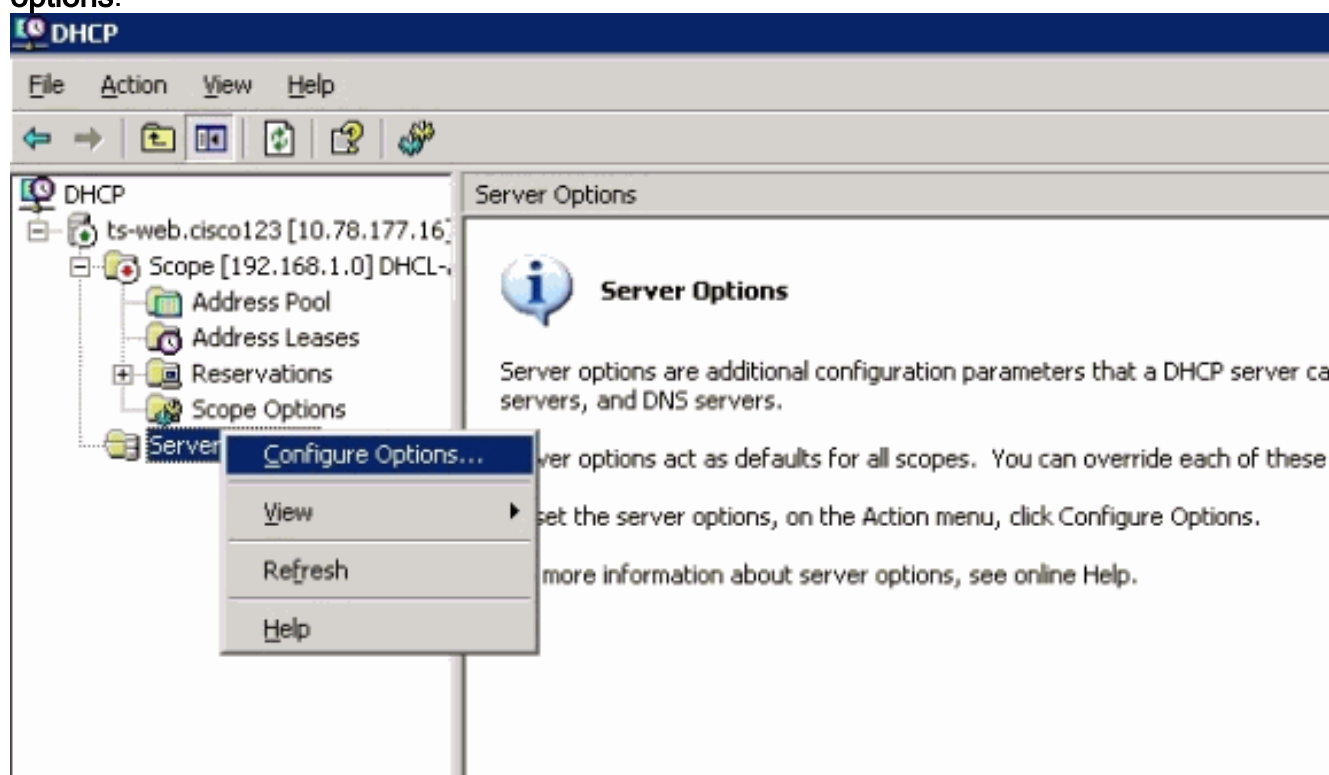 options.
DHCP
File Action View Help
DHCP
ts-web.cisco123 [10.78.177.16]
Scope [192.168.1.0] DHCL-
Address Pool
Address Leases
Reservations
Scope Options
Server
Configure Options...
View
Refresh
Help
Server Options
Server Options
Server options are additional configuration parameters that a DHCP server ca
servers, and DNS servers.
ver options act as defaults for all scopes. You can override each of these
set the server options, on the Action menu, click Configure Options.
more information about server options, see online Help.